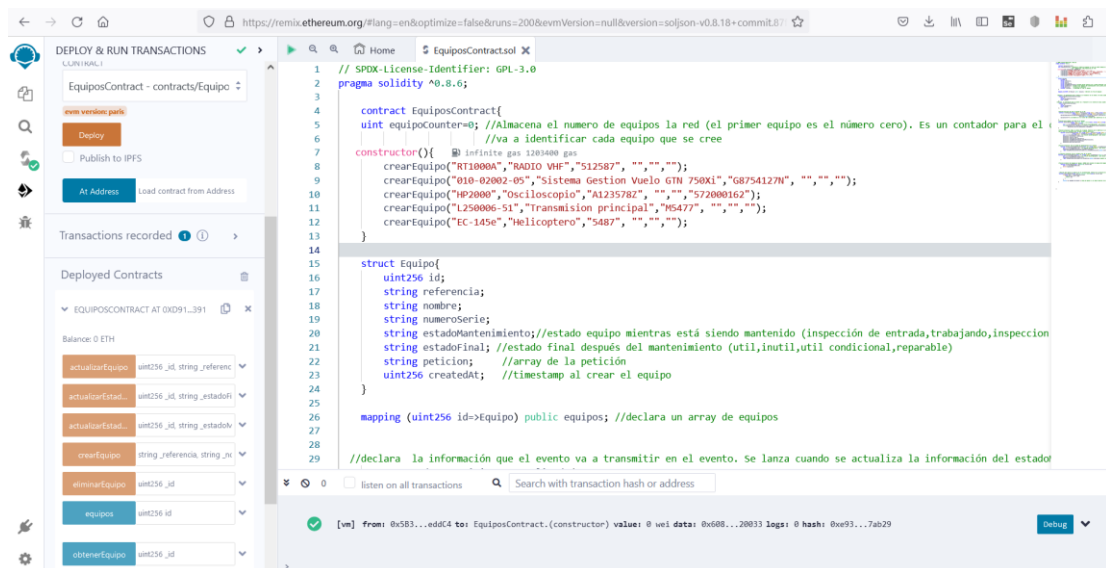 https://remix.ethereum.org/#lang=en&optimize=false&runs=200&evmVersion=null&version=soljson-v0.8.18+commit.87
DEPLOY & RUN TRANSACTIONS
CONTRACT
EquiposContract - contracts/Equipc
evm version: paris
Deploy
Publish to IPFS
At Address
Load contract from Address
Transactions recorded 1
Deployed Contracts
EQUIPOSCONTRACT AT 0XD91...391
Balance: 0 ETH
actualizarEquipo uint256 _id, string _referenc
actualizarEstad... uint256 _id, string _estadoFi
actualizarEstad... uint256 _id, string _estadoM
crearEquipo string _referencia, string _nc
eliminarEquipo uint256 _id
equipos uint256 id
obtenerEquipo uint256 _id
Home
EquiposContract.sol
1 // SPDX-License-Identifier: GPL-3.0
2 pragma solidity ^0.8.6;
3
4 contract EquiposContract{
5 uint equipoCounter=0; //Almacena el numero de equipos la red (el primer equipo es el número cero). Es un contador para el
6 //va a identificar cada equipo que se cree
7 constructor(){ infinite gas 1203400 gas
8 crearEquipo("RT1000A","RADIO VHF","512587", "","","");
9 crearEquipo("010-02002-05","Sistema Gestion Vuelo GTN 750Xi","G8754127N", "","","");
10 crearEquipo("HP2000","Osciloscopio","A123578Z", "","","572000162");
11 crearEquipo("L250006-51","Transmision principal","M5477", "","","");
12 crearEquipo("EC-145e","Helicoptero","5487", "","","");
13 }
14
15 struct Equipo{
16 uint256 id;
17 string referencia;
18 string nombre;
19 string numeroSerie;
20 string estadoMantenimiento;//estado equipo mientras está siendo mantenido (inspección de entrada,trabajando,inspeccion
21 string estadoFinal; //estado final después del mantenimiento (util,inutil,util condicional,reparable)
22 string peticion; //array de la petición
23 uint256 createdAt; //timestamp al crear el equipo
24 }
25
26 mapping (uint256 id=>Equipo) public equipos; //declara un array de equipos
27
28
29 //declara la información que el evento va a transmitir en el evento. Se lanza cuando se actualiza la información del estadoM
0
listen on all transactions
Search with transaction hash or address
[vm] from: 0x5B3...eddC4 to: EquiposContract.(constructor) value: 0 wei data: 0x608...20033 logs: 0 hash: 0xe93...7ab29
Debug